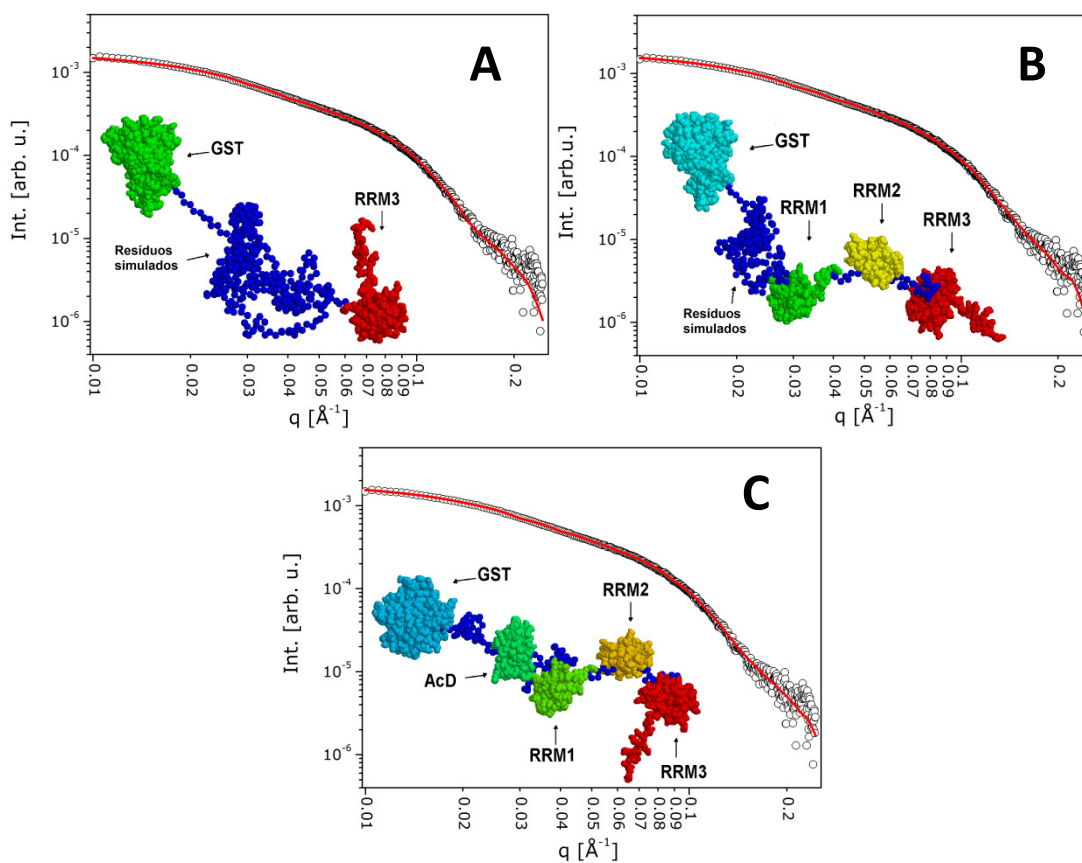 A
Int. [arb. u.]
10⁻³
10⁻⁴
10⁻⁵
10⁻⁶
GST
RRM3
Resíduos
simulados
0.01
0.02
0.03
0.04
0.05
0.06
0.07
0.08
0.09
0.1
0.2
q [Å⁻¹]
B
Int. [arb.u.]
10⁻³
10⁻⁴
10⁻⁵
10⁻⁶
GST
RRM1
RRM2
RRM3
Resíduos
simulados
0.01
0.02
0.03
0.04
0.05
0.06
0.07
0.08
0.09
0.1
0.2
q [Å⁻¹]
C
Int. [arb. u.]
10⁻³
10⁻⁴
10⁻⁵
10⁻⁶
GST
RRM2
AcD
RRM1
RRM3
0.01
0.02
0.03
0.04
0.05
0.06
0.07
0.08
0.09
0.1
0.2
q [Å⁻¹]